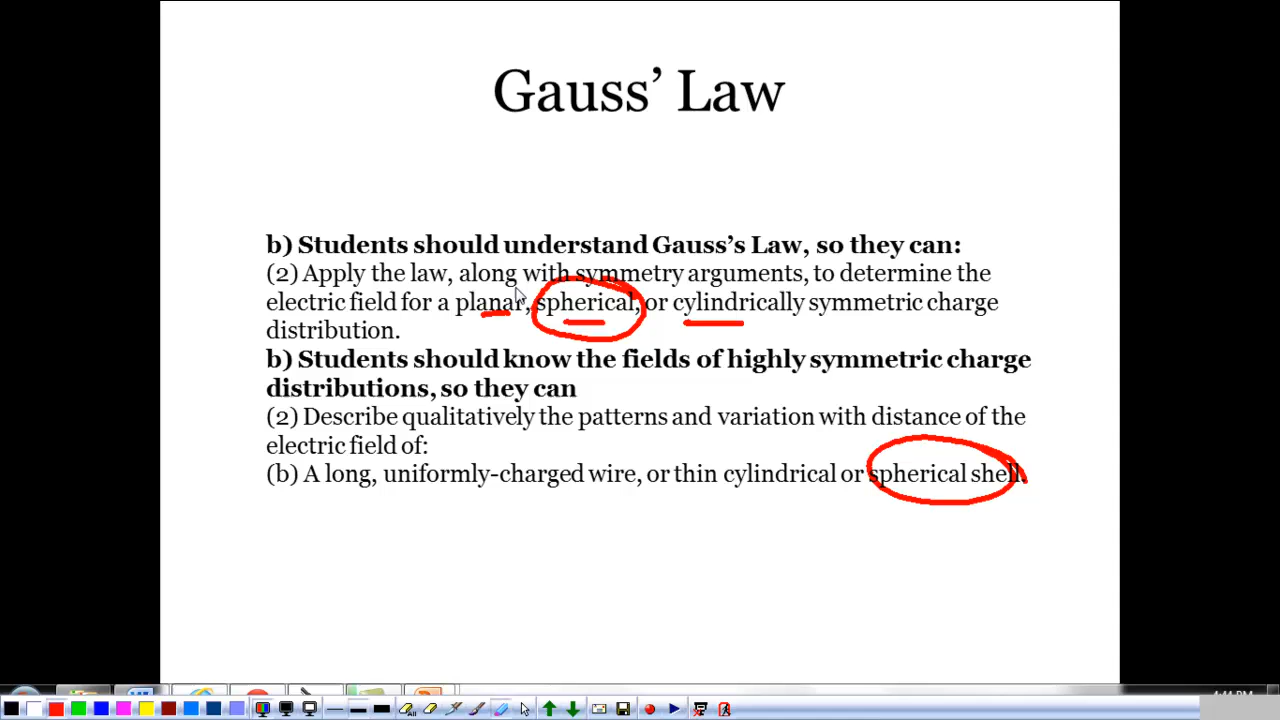 Gauss’ Law
b) Students should understand Gauss’s Law, so they can:
(2) Apply the law, along with symmetry arguments, to determine the
electric field for a planar, spherical, or cylindrically symmetric charge
distribution.
b) Students should know the fields of highly symmetric charge
distributions, so they can
(2) Describe qualitatively the patterns and variation with distance of the
electric field of:
(b) A long, uniformly-charged wire, or thin cylindrical or spherical shell.